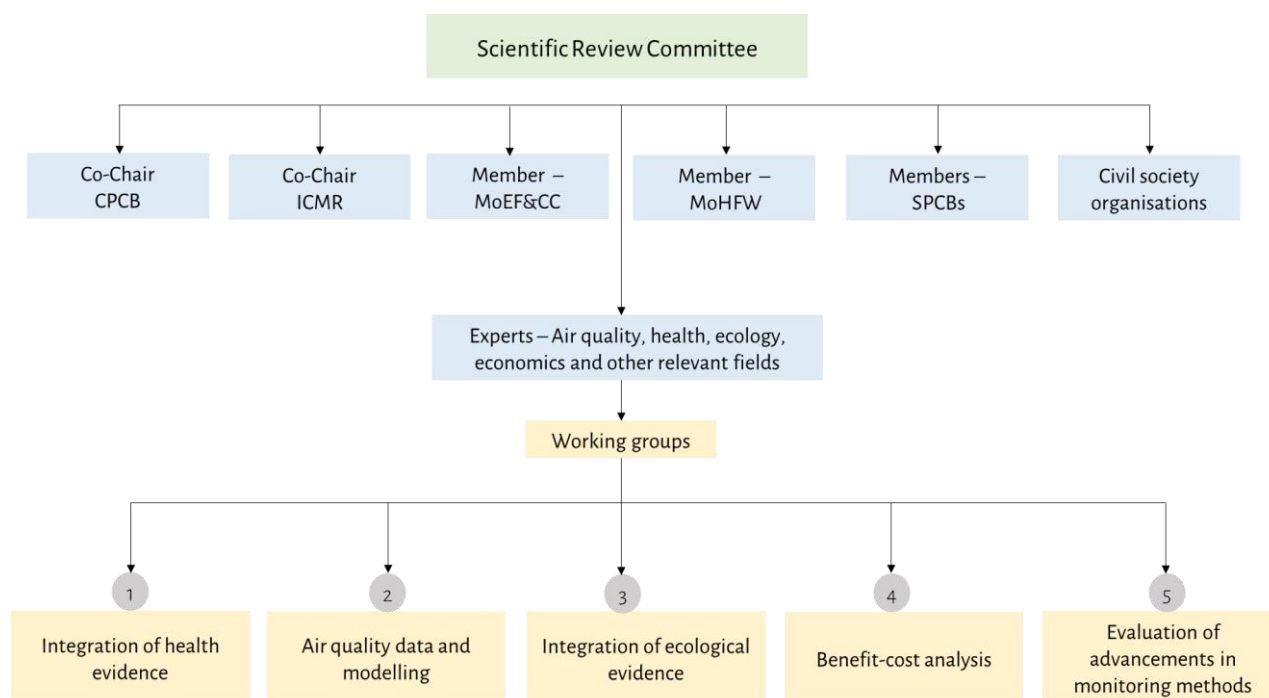 Scientific Review Committee
Co-Chair
CPCB
Co-Chair
ICMR
Member –
MoEF&CC
Member –
MoHFW
Members –
SPCBs
Civil society
organisations
Experts – Air quality, health, ecology,
economics and other relevant fields
Working groups
1
Integration of health
evidence
2
Air quality data and
modelling
3
Integration of ecological
evidence
4
Benefit-cost analysis
5
Evaluation of
advancements in
monitoring methods